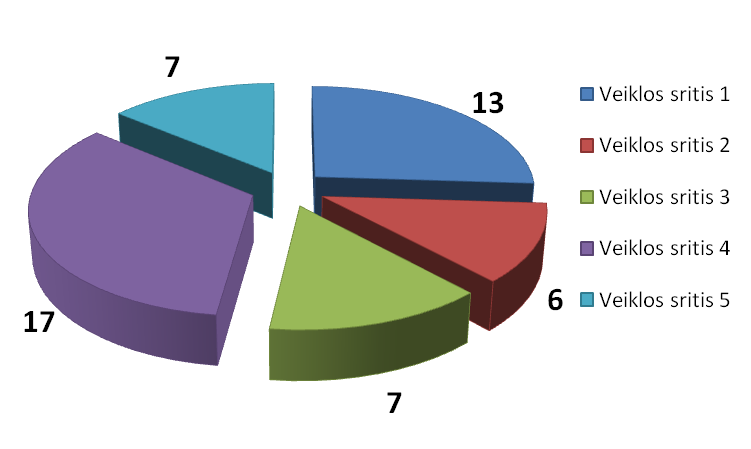 7
13
17
6
7
Veiklos sritis 1
Veiklos sritis 2
Veiklos sritis 3
Veiklos sritis 4
Veiklos sritis 5